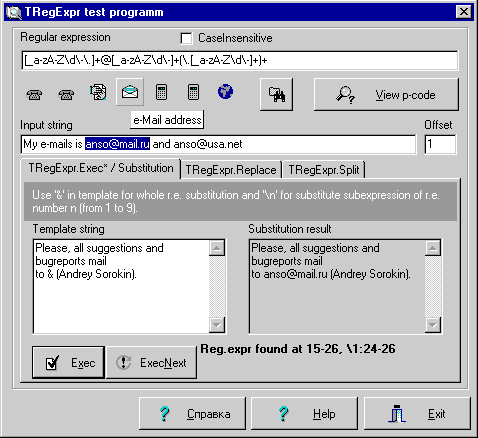 TRegExpr test programm
Regular expression
CaseInsensitive
[_a-zA-Z\d\-\.]+@[_a-zA-Z\d\-]+(\.[_a-zA-Z\d\-]+)+
View p-code
e-Mail address
Input string
Offset
My e-mails is anso@mail.ru and anso@usa.net
1
TRegExpr.Exec* / Substitution
TRegExpr.Replace
TRegExpr.Split
Use '&' in template for whole r.e. substitution and '\n' for substitute subexpression of r.e.
number n (from 1 to 9).
Template string
Please, all suggestions and
bugreports mail
to & (Andrey Sorokin).
Substitution result
Please, all suggestions and
bugreports mail
to anso@mail.ru (Andrey Sorokin).
Exec
ExecNext
Reg.expr found at 15-26, \1:24-26
Справка
Help
Exit